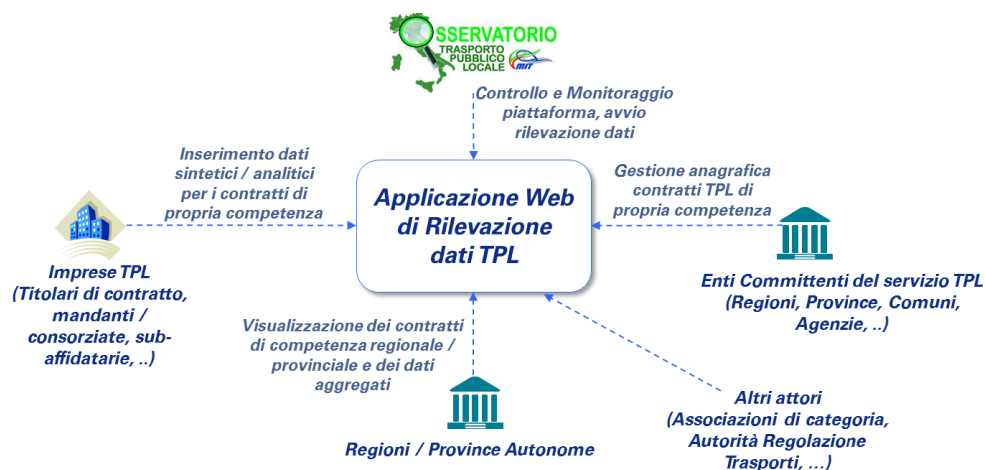 OSSERVATORIO
TRASPORTO
PUBBLICO
LOCALE
MIT
Controllo e Monitoraggio
piattaforma, avvio
rilevazione dati
Inserimento dati
sintetici / analitici
per i contratti di
propria competenza
Gestione anagrafica
contratti TPL di
propria competenza
Applicazione Web
di Rilevazione
dati TPL
Imprese TPL
(Titolari di contratto,
mandanti /
consorziate, sub-
affidatarie, ..)
Enti Committenti del servizio TPL
(Regioni, Province, Comuni,
Agenzie, ..)
Visualizzazione dei contratti
di competenza regionale /
provinciale e dei dati
aggregati
Regioni / Province Autonome
Altri attori
(Associazioni di categoria,
Autorità Regolazione
Trasporti, ...)